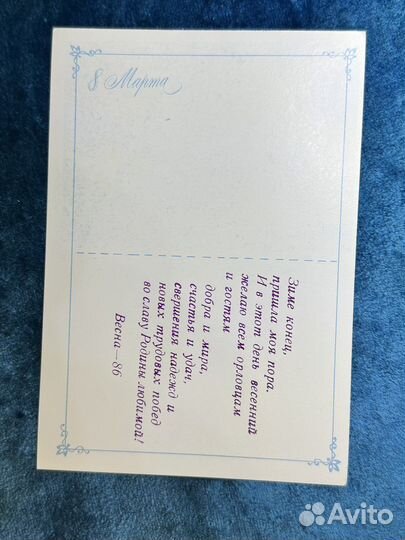 8 Марта
Зиме конец,
пришла моя пора.
И в этот день весенний
желаю всем орловцам
и гостям
добра и мира,
счастья и удач,
свершения надежд и
новых трудовых побед
во славу Родины любимой!
Весна—86
Avito